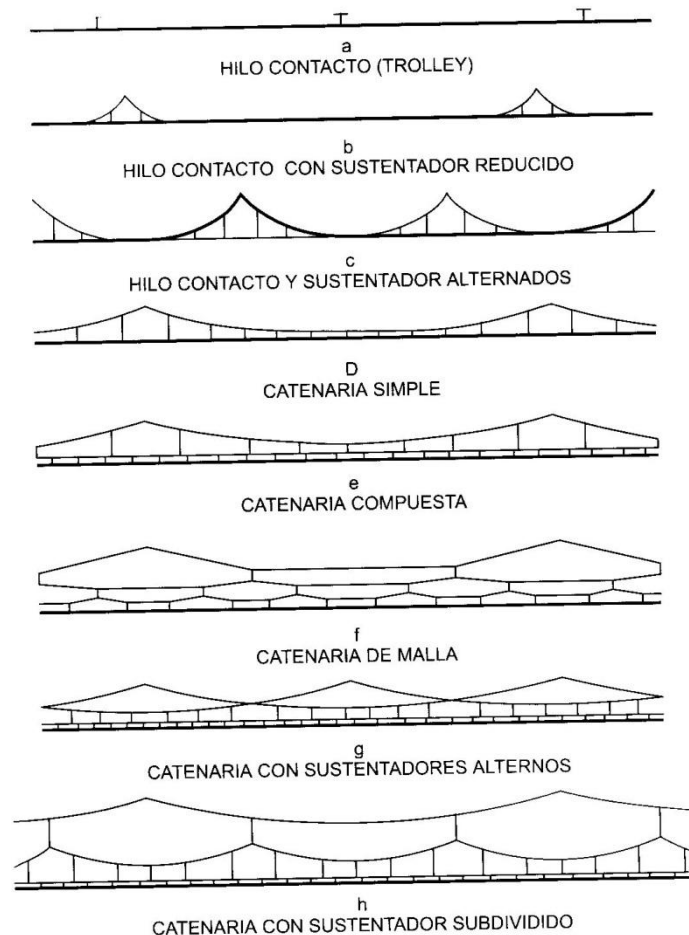 a
HILO CONTACTO (TROLLEY)
b
HILO CONTACTO CON SUSTENTADOR REDUCIDO
c
HILO CONTACTO Y SUSTENTADOR ALTERNADOS
D
CATENARIA SIMPLE
e
CATENARIA COMPUESTA
f
CATENARIA DE MALLA
g
CATENARIA CON SUSTENTADORES ALTERNOS
h
CATENARIA CON SUSTENTADOR SUBDIVIDIDO